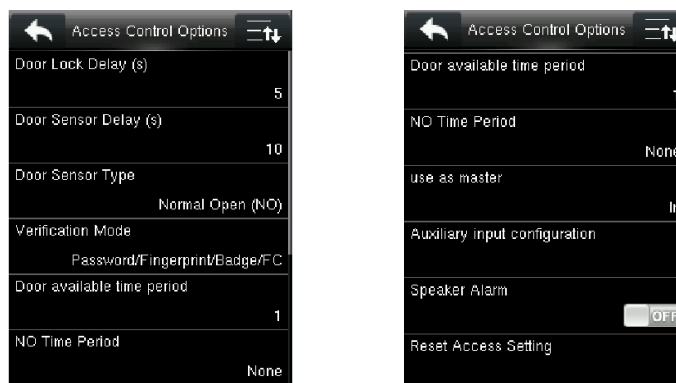 Access Control Options
Door Lock Delay (s)
5
Door Sensor Delay (s)
10
Door Sensor Type
Normal Open (NO)
Verification Mode
Password/Fingerprint/Badge/FC
Door available time period
1
NO Time Period
None
Access Control Options
Door available time period
NO Time Period
None
use as master
Auxiliary input configuration
Speaker Alarm
OFF
Reset Access Setting